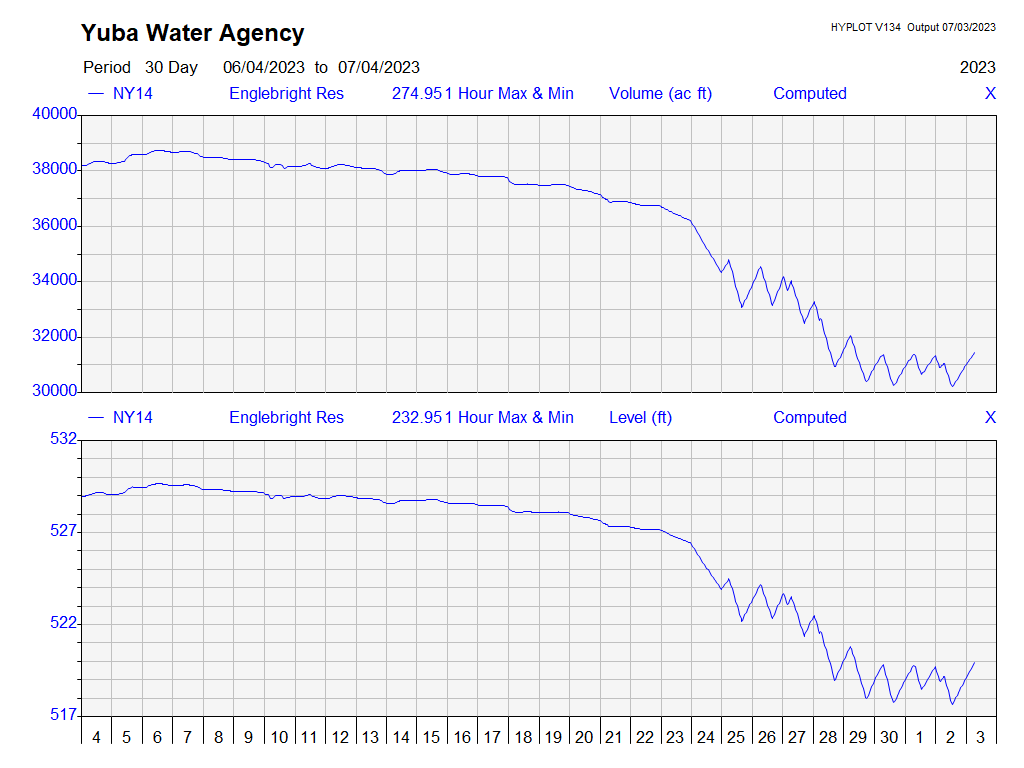 Yuba Water Agency
HYPLOT V134 Output 07/03/2023
Period 30 Day 06/04/2023 to 07/04/2023 2023
NY14 Englebright Res 274.951 Hour Max & Min Volume (ac ft) Computed X
40000
38000
36000
34000
32000
30000
NY14 Englebright Res 232.951 Hour Max & Min Level (ft) Computed X
532
527
522
517
4 5 6 7 8 9 10 11 12 13 14 15 16 17 18 19 20 21 22 23 24 25 26 27 28 29 30 1 2 3